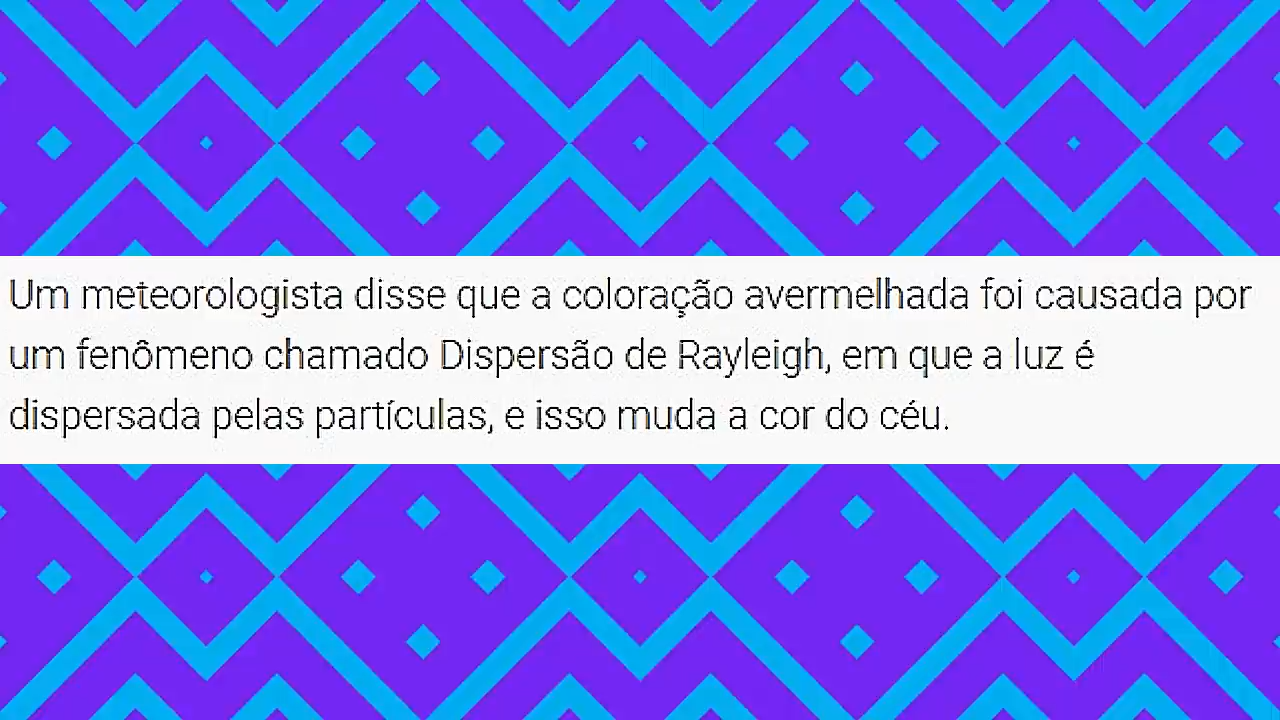 Um meteorologista disse que a coloração avermelhada foi causada por
um fenômeno chamado Dispersão de Rayleigh, em que a luz é
dispersada pelas partículas, e isso muda a cor do céu.